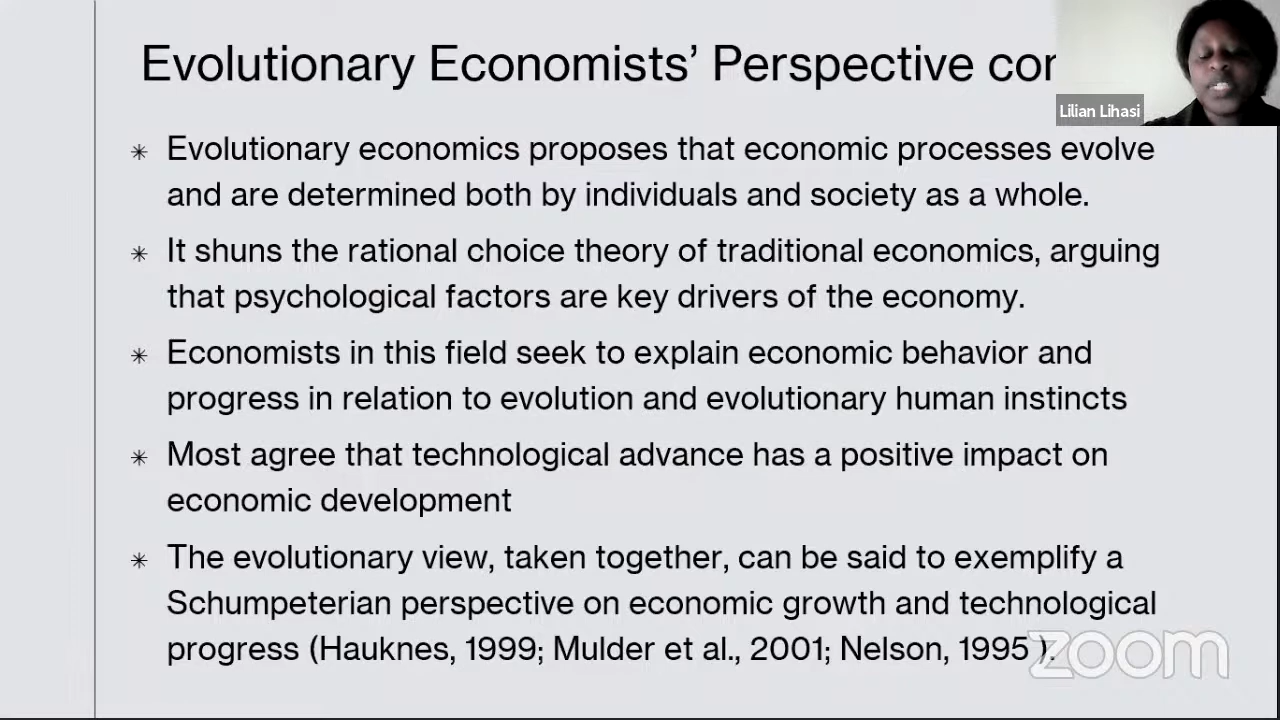 Evolutionary Economists’ Perspective con
Lilian Lihasi
✳ Evolutionary economics proposes that economic processes evolve
and are determined both by individuals and society as a whole.
✳ It shuns the rational choice theory of traditional economics, arguing
that psychological factors are key drivers of the economy.
✳ Economists in this field seek to explain economic behavior and
progress in relation to evolution and evolutionary human instincts
✳ Most agree that technological advance has a positive impact on
economic development
✳ The evolutionary view, taken together, can be said to exemplify a
Schumpeterian perspective on economic growth and technological
progress (Hauknes, 1999; Mulder et al., 2001; Nelson, 1995 ).
zoom